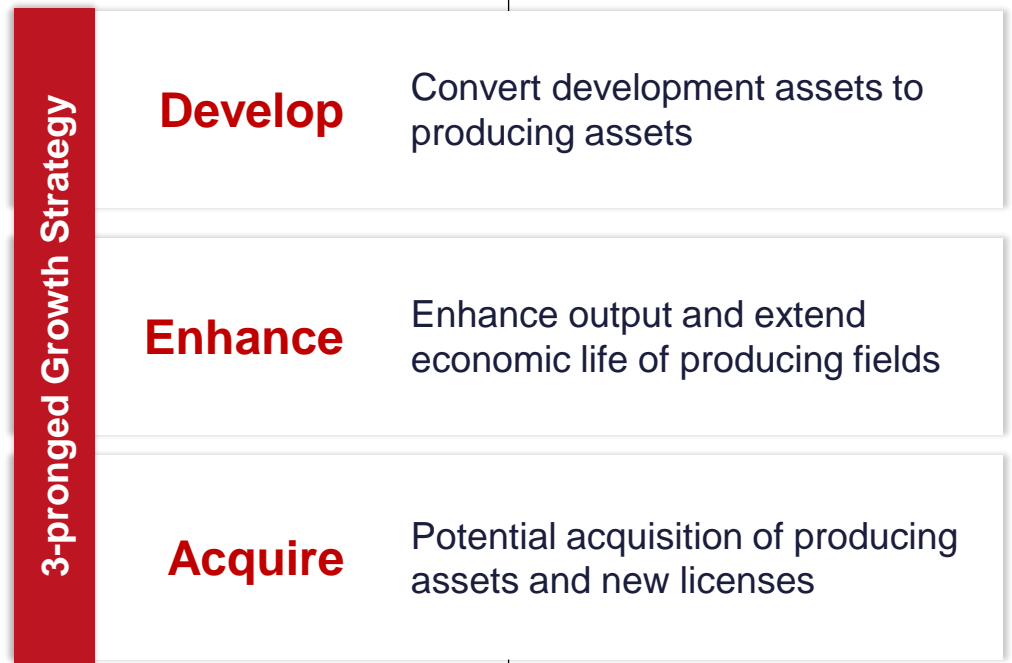 3-pronged Growth Strategy
Develop
Convert development assets to
producing assets
Enhance
Enhance output and extend
economic life of producing fields
Acquire
Potential acquisition of producing
assets and new licenses